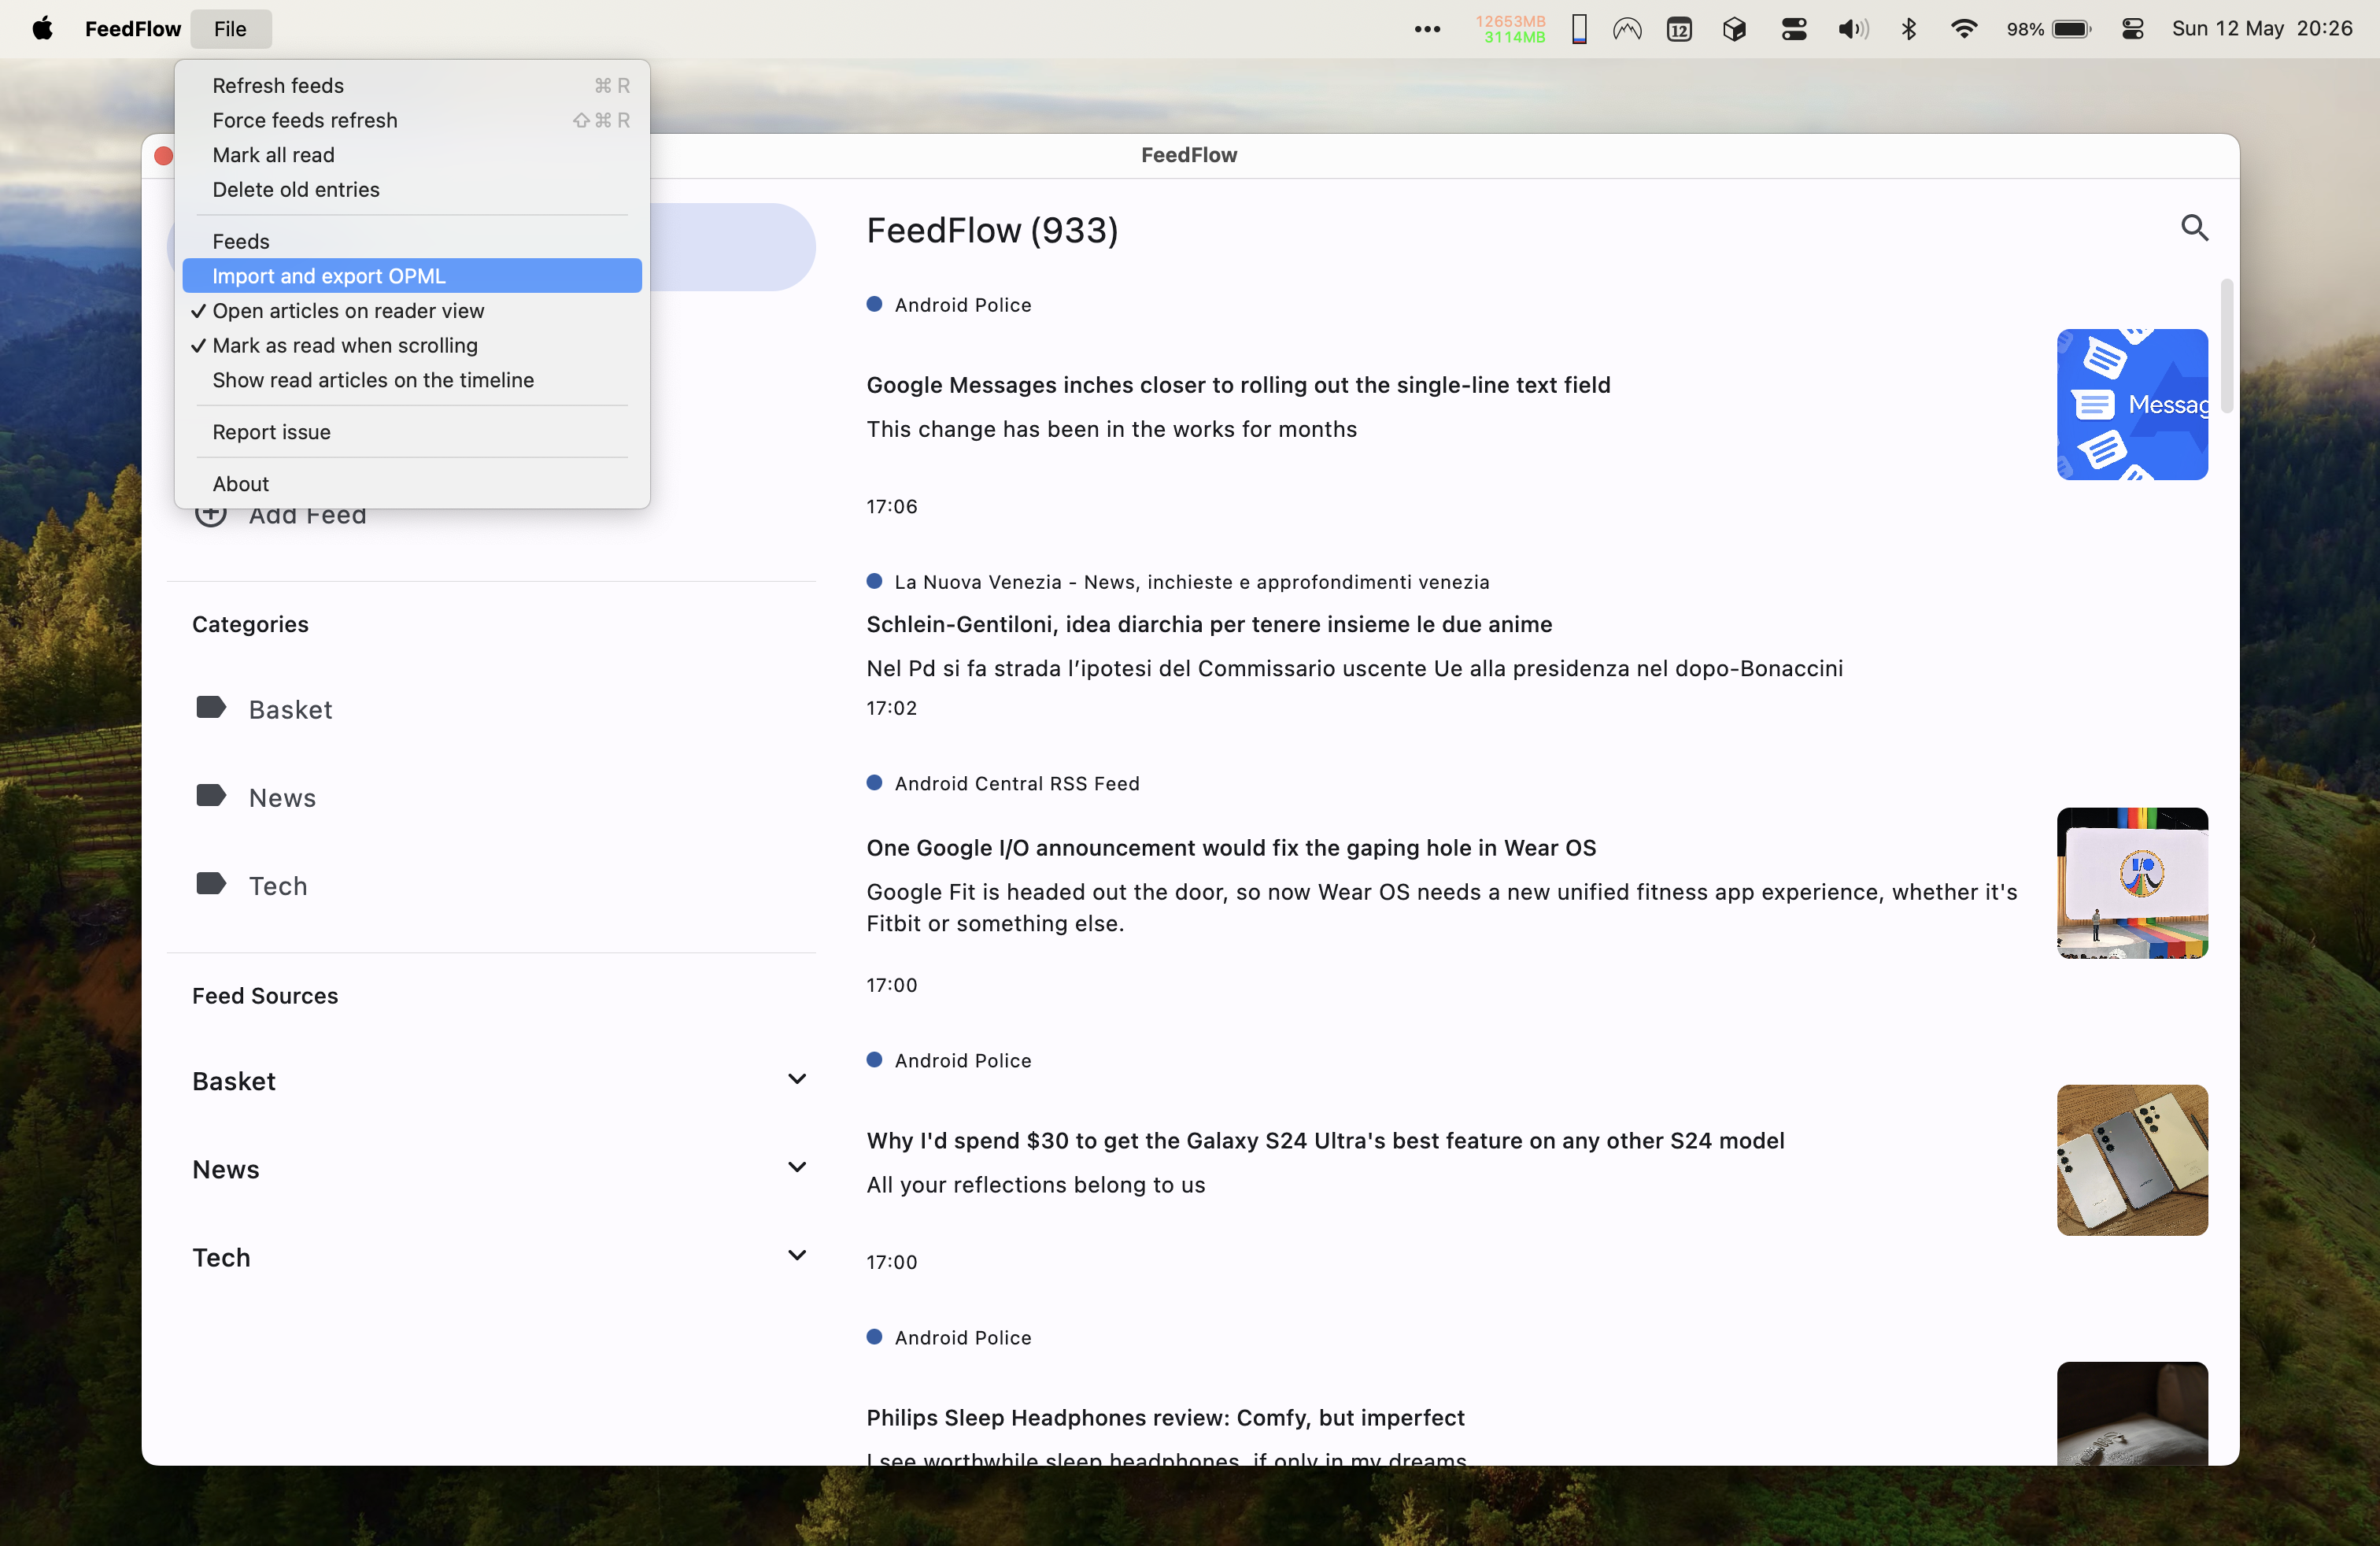 FeedFlow File 12653MB 3114MB 12 98% Sun 12 May 20:26
Refresh feeds ⌘ R
Force feeds refresh ⇧ ⌘ R
Mark all read
Delete old entries
Feeds
Import and export OPML
✓ Open articles on reader view
✓ Mark as read when scrolling
Show read articles on the timeline
Report issue
About
Add Feed
Categories
Basket
News
Tech
Feed Sources
Basket
News
Tech
FeedFlow
FeedFlow (933)
Android Police
Google Messages inches closer to rolling out the single-line text field
This change has been in the works for months
Messag
17:06
La Nuova Venezia - News, inchieste e approfondimenti venezia
Schlein-Gentiloni, idea diarchia per tenere insieme le due anime
Nel Pd si fa strada l’ipotesi del Commissario uscente Ue alla presidenza nel dopo-Bonaccini
17:02
Android Central RSS Feed
One Google I/O announcement would fix the gaping hole in Wear OS
Google Fit is headed out the door, so now Wear OS needs a new unified fitness app experience, whether it's
Fitbit or something else.
I/O
17:00
Android Police
Why I'd spend $30 to get the Galaxy S24 Ultra's best feature on any other S24 model
All your reflections belong to us
17:00
Android Police
Philips Sleep Headphones review: Comfy, but imperfect
I see worthwhile sleep headphones, if only in my dreams